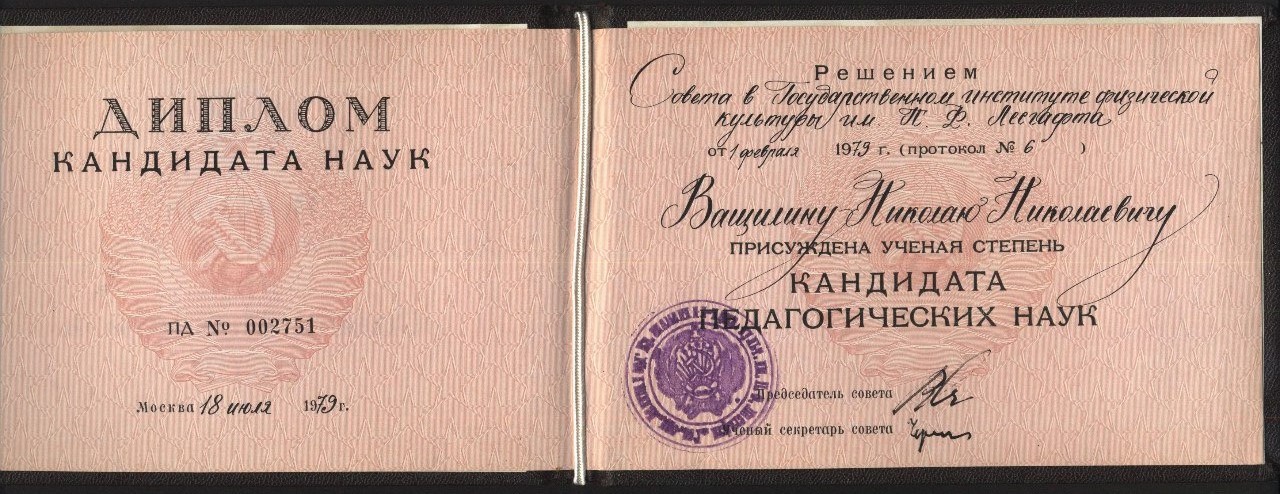 ДИПЛОМ
КАНДИДАТА НАУК
ПД № 002751
Москва 18 июля 1979 г.
Решением
Совета в Государственном институте физической
культуры им. П. Ф. Лесгафта
от 1 февраля 1979 г. (протокол № 6 )
Ващилину Николаю Николаевичу
ПРИСУЖДЕНА УЧЕНАЯ СТЕПЕНЬ
КАНДИДАТА
ПЕДАГОГИЧЕСКИХ НАУК
Председатель совета
Ученый секретарь совета